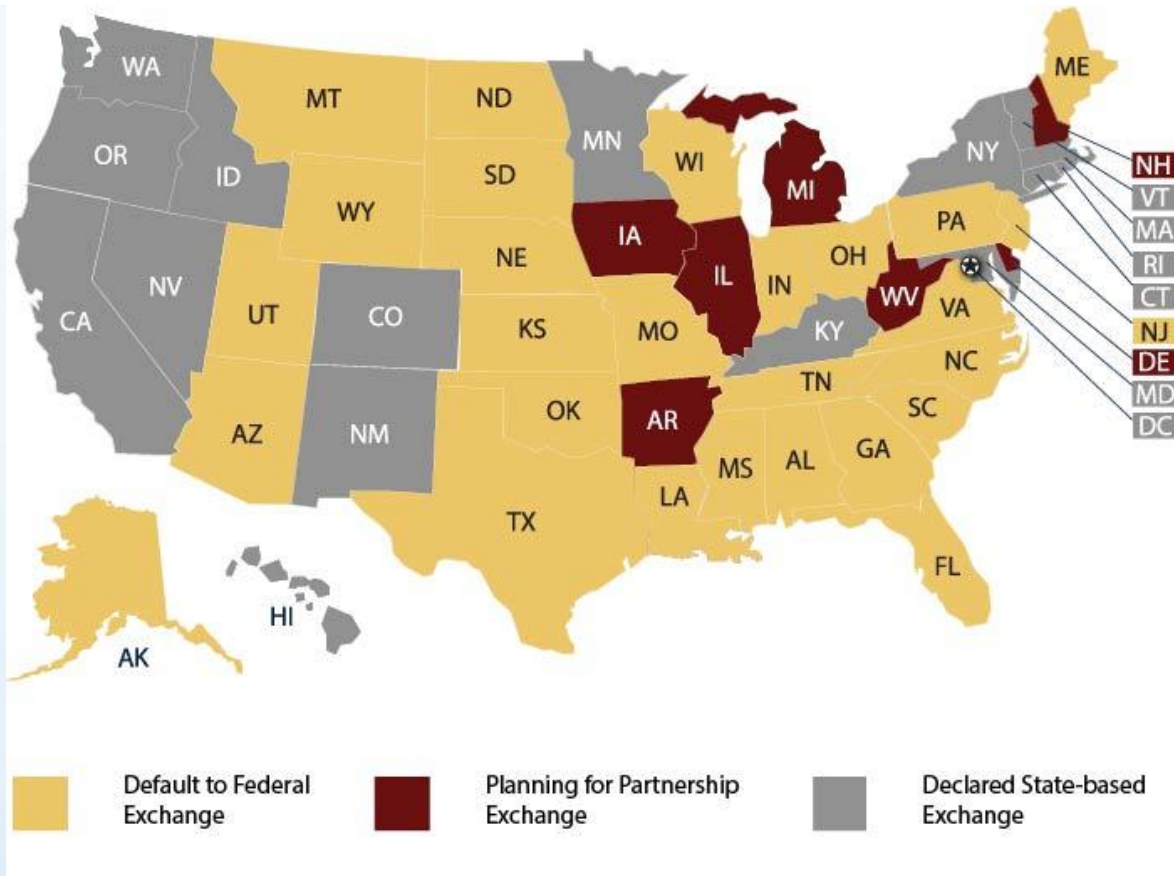 ME
WA
MT
ND
MN
OR
ID
SD
WI
MI
NY
NH
VT
WY
MA
IA
PA
RI
NE
IL
IN
OH
CT
NV
UT
CO
WV
VA
NJ
CA
KS
MO
KY
DE
NC
MD
TN
DC
AZ
NM
OK
AR
SC
MS
AL
GA
LA
TX
FL
HI
AK
Default to Federal
Exchange
Planning for Partnership
Exchange
Declared State-based
Exchange